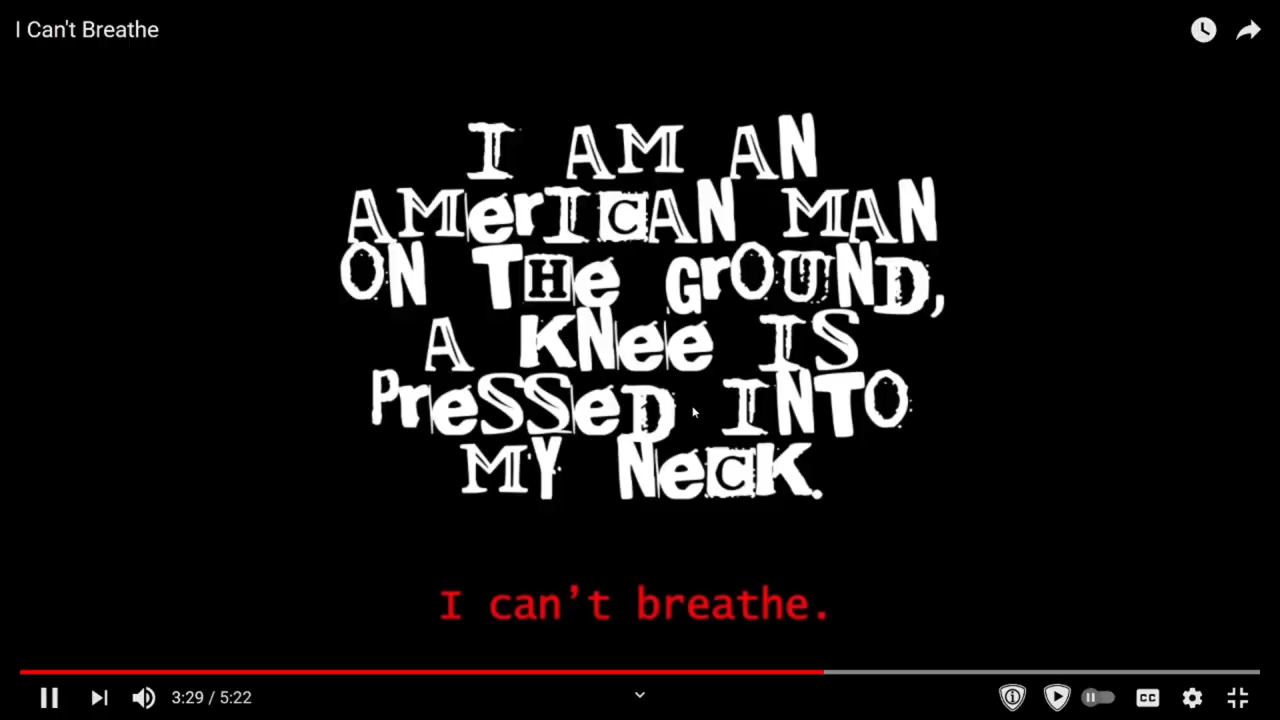 I Can't Breathe
I AM AN
AMerICAN MAN
ON THe GrOUND,
A KNee IS
PresseD INTO
MY NeCK.
I can’t breathe.
3:29 / 5:22
CC